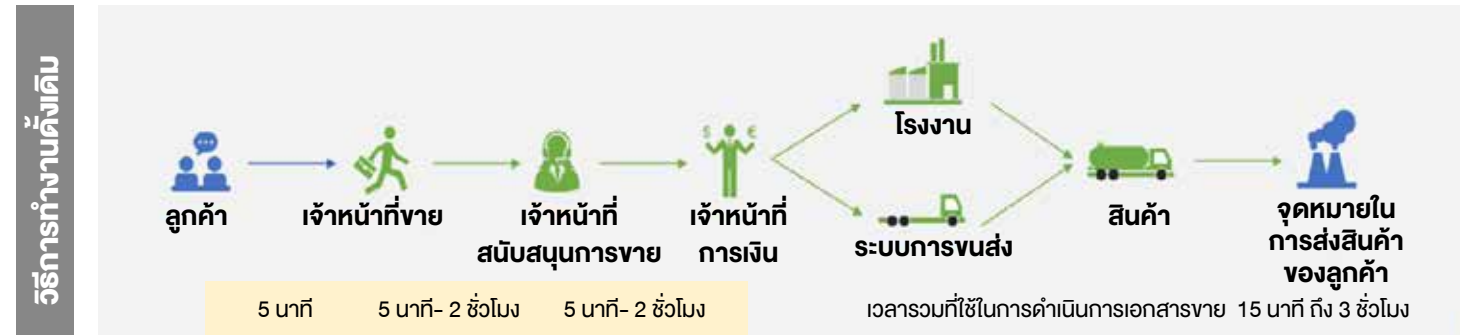 วิธีการทำงานดั้งเดิม
ลูกค้า
เจ้าหน้าที่ขาย
เจ้าหน้าที่
สนับสนุนการขาย
$ €
เจ้าหน้าที่
การเงิน
โรงงาน
ระบบการขนส่ง
สินค้า
จุดหมายใน
การส่งสินค้า
ของลูกค้า
5 นาที
5 นาที- 2 ชั่วโมง
5 นาที- 2 ชั่วโมง
เวลารวมที่ใช้ในการดำเนินการเอกสารขาย 15 นาที ถึง 3 ชั่วโมง